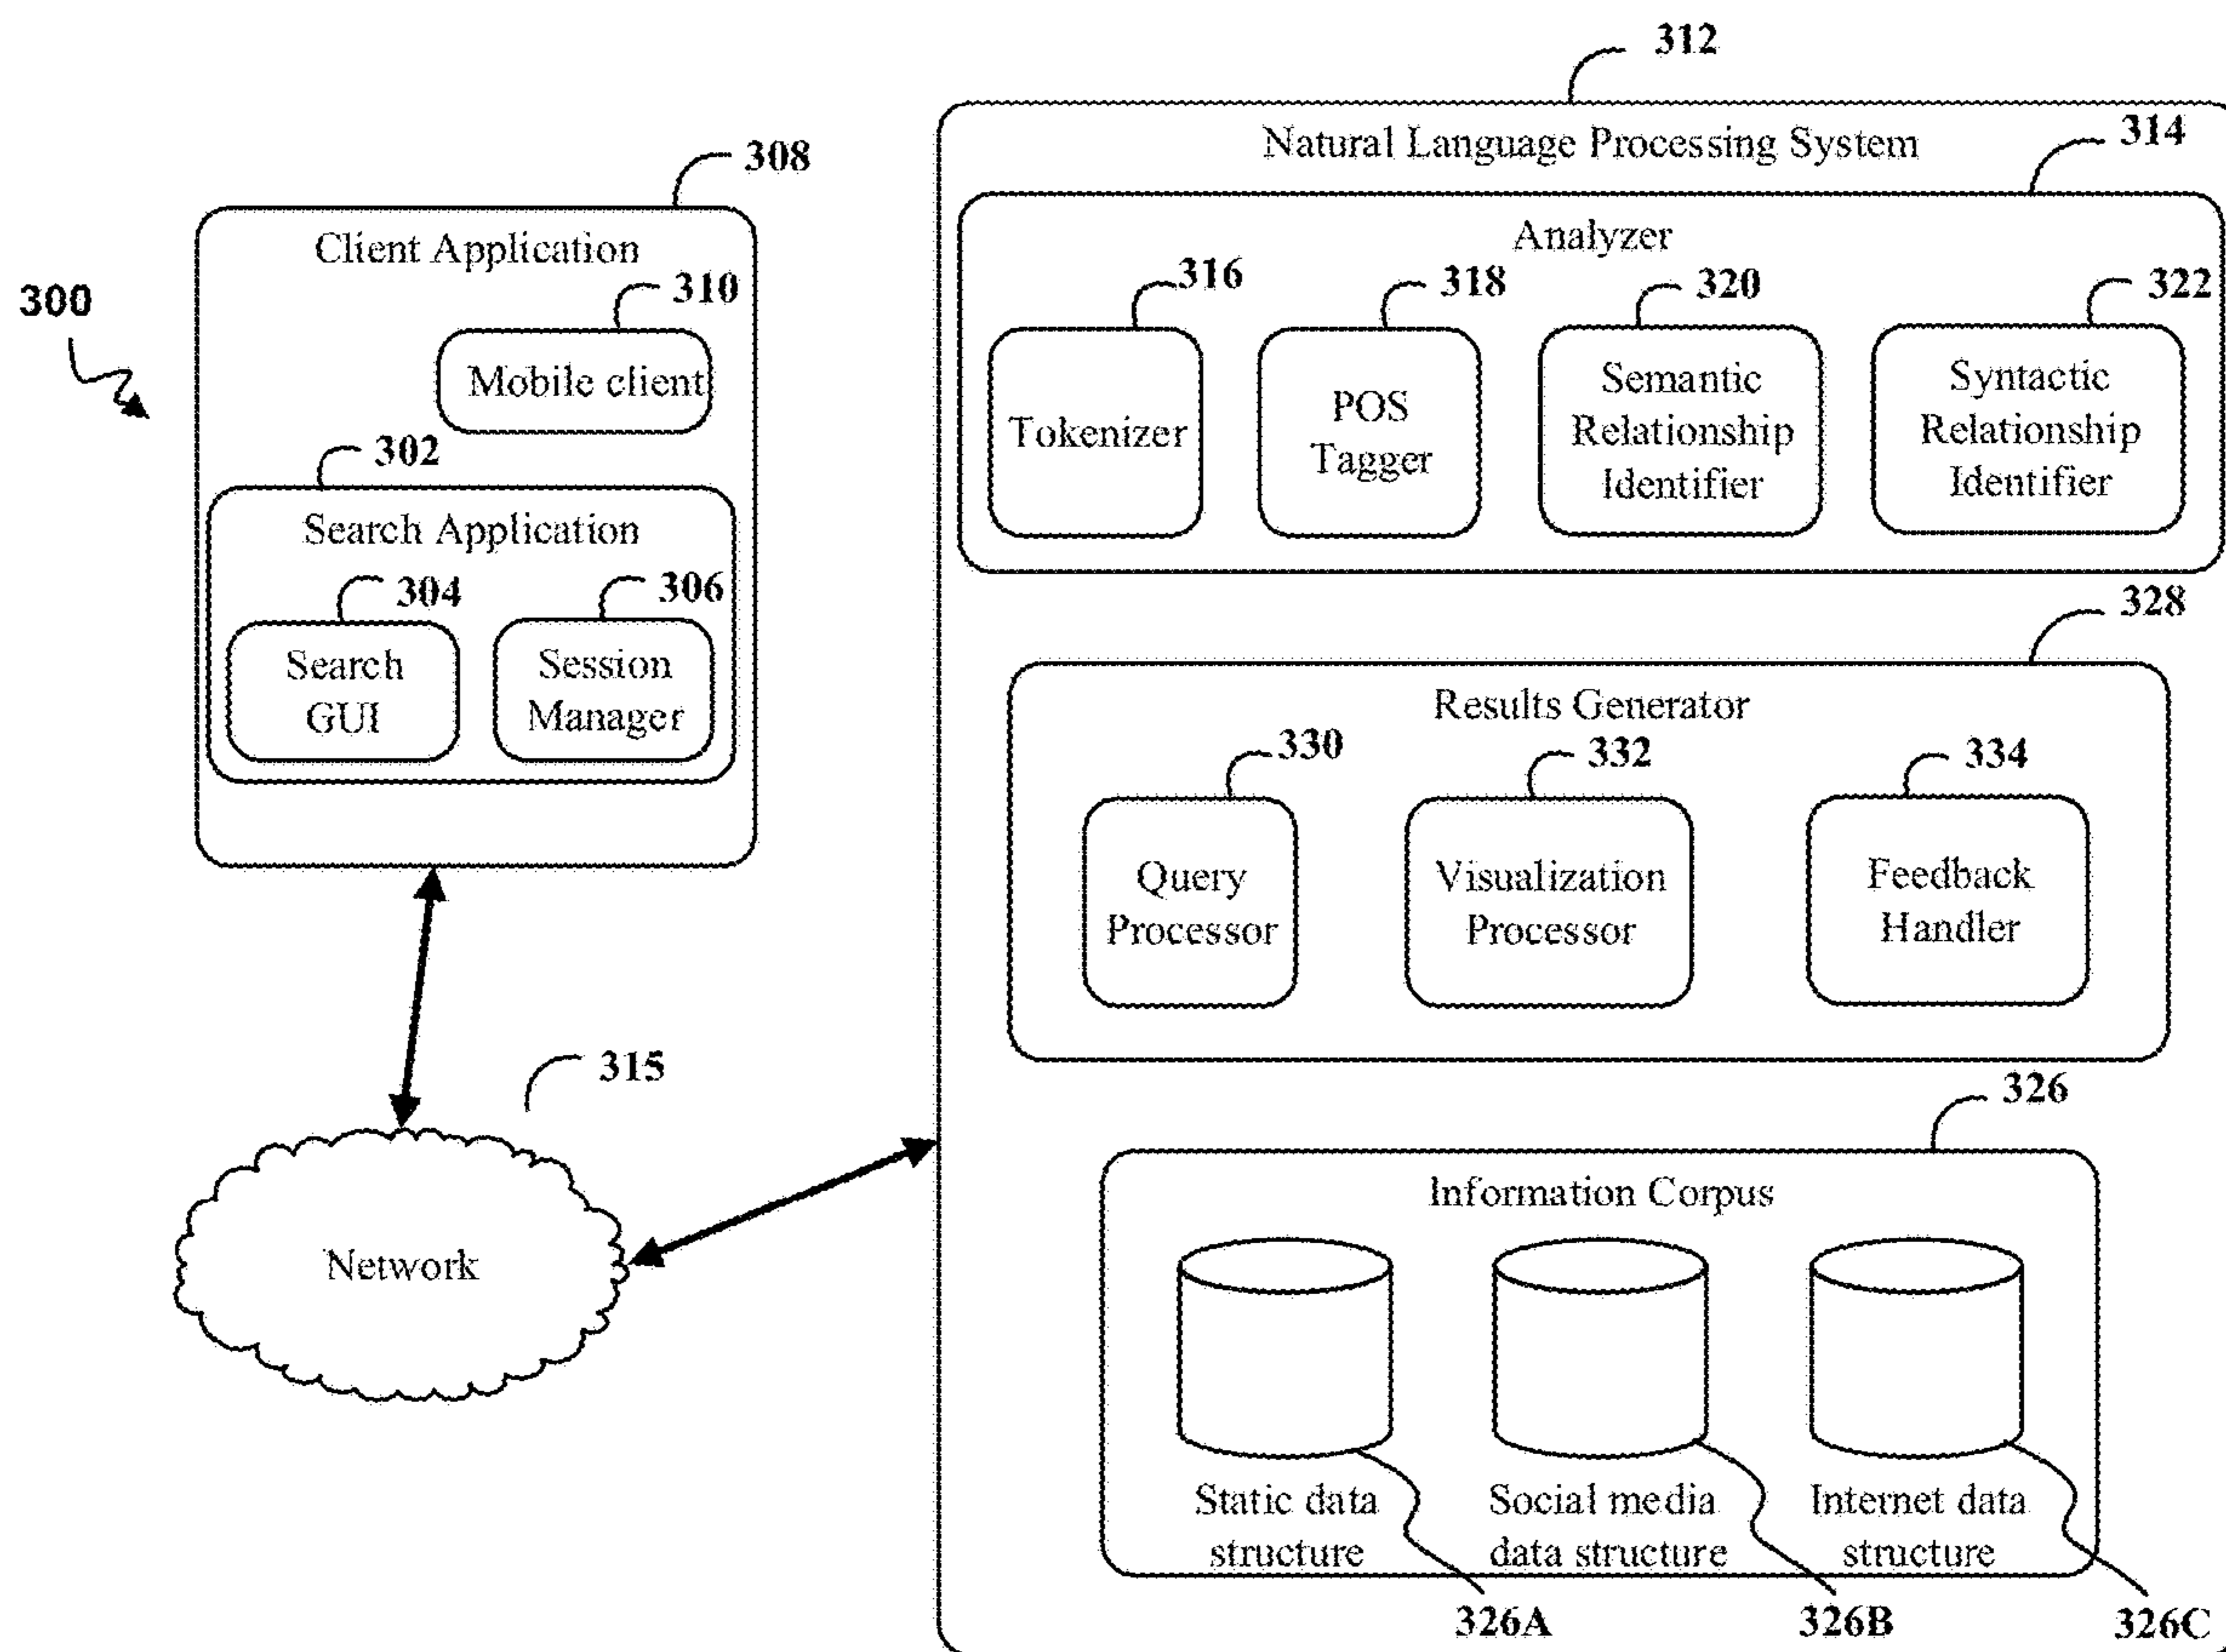 300
308
Client Application
310
Mobile client
302
Search Application
304
306
Search
GUI
Session
Manager
315
Network
312
Natural Language Processing System
314
Analyzer
316
318
320
322
Tokenizer
POS
Tagger
Semantic
Relationship
Identifier
Syntactic
Relationship
Identifier
328
Results Generator
330
332
334
Query
Processor
Visualization
Processor
Feedback
Handler
326
Information Corpus
Static data
structure
Social media
data structure
Internet data
structure
326A
326B
326C